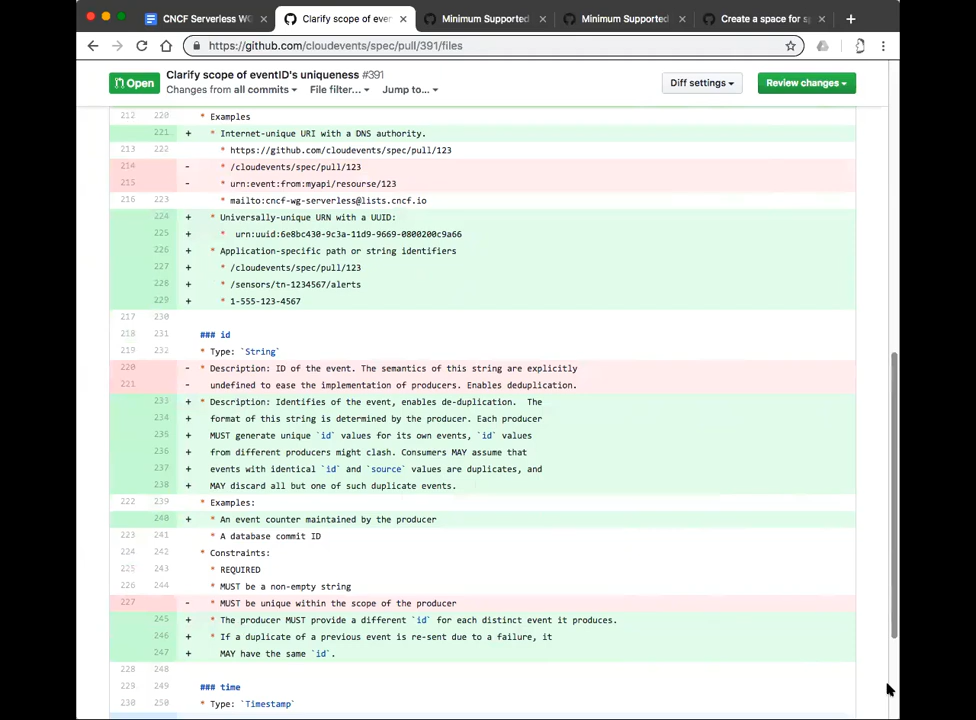 CNCF Serverless WG
Clarify scope of even
Minimum Supported
Minimum Supported
Create a space for sp
https://github.com/cloudevents/spec/pull/391/files
Open
Clarify scope of eventID's uniqueness #391
Changes from all commits
File filter...
Jump to...
Diff settings
Review changes
212 220 * Examples
221 + * Internet-unique URI with a DNS authority.
213 222 * https://github.com/cloudevents/spec/pull/123
214 - * /cloudevents/spec/pull/123
215 - * urn:event:from:myapi/resourse/123
216 223 * mailto:cncf-wg-serverless@lists.cncf.io
224 + * Universally-unique URN with a UUID:
225 + * urn:uuid:6e8bc430-9c3a-11d9-9669-0800200c9a66
226 + * Application-specific path or string identifiers
227 + * /cloudevents/spec/pull/123
228 + * /sensors/tn-1234567/alerts
229 + * 1-555-123-4567
217 230
218 231 ### id
219 232 * Type: `String`
220 - * Description: ID of the event. The semantics of this string are explicitly
221 - undefined to ease the implementation of producers. Enables deduplication.
233 + * Description: Identifies of the event, enables de-duplication. The
234 + format of this string is determined by the producer. Each producer
235 + MUST generate unique `id` values for its own events, `id` values
236 + from different producers might clash. Consumers MAY assume that
237 + events with identical `id` and `source` values are duplicates, and
238 + MAY discard all but one of such duplicate events.
222 239 * Examples:
240 + * An event counter maintained by the producer
223 241 * A database commit ID
224 242 * Constraints:
225 243 * REQUIRED
226 244 * MUST be a non-empty string
227 - * MUST be unique within the scope of the producer
245 + * The producer MUST provide a different `id` for each distinct event it produces.
246 + * If a duplicate of a previous event is re-sent due to a failure, it
247 + MAY have the same `id`.
228 248
229 249 ### time
230 250 * Type: `Timestamp`